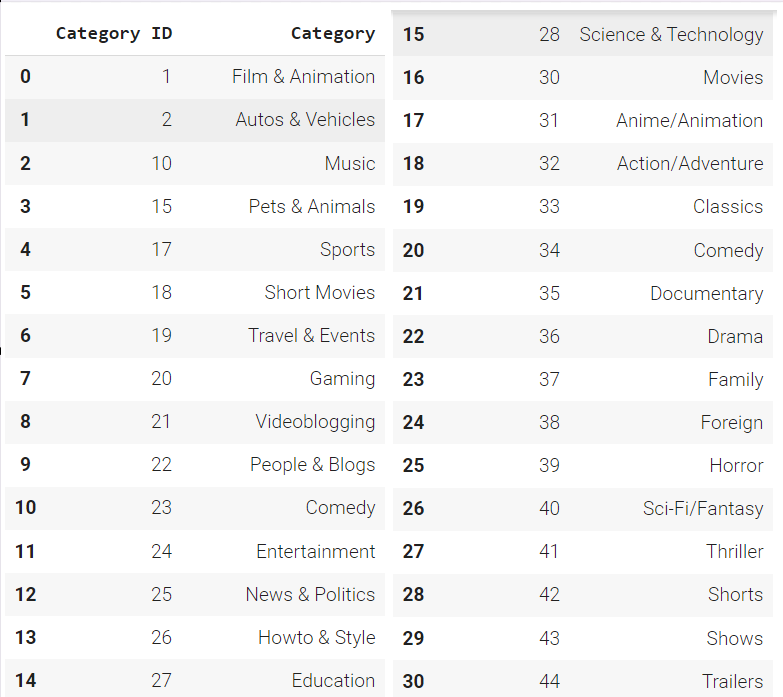 Category ID Category
0 1 Film & Animation
1 2 Autos & Vehicles
2 10 Music
3 15 Pets & Animals
4 17 Sports
5 18 Short Movies
6 19 Travel & Events
7 20 Gaming
8 21 Videoblogging
9 22 People & Blogs
10 23 Comedy
11 24 Entertainment
12 25 News & Politics
13 26 Howto & Style
14 27 Education
15 28 Science & Technology
16 30 Movies
17 31 Anime/Animation
18 32 Action/Adventure
19 33 Classics
20 34 Comedy
21 35 Documentary
22 36 Drama
23 37 Family
24 38 Foreign
25 39 Horror
26 40 Sci-Fi/Fantasy
27 41 Thriller
28 42 Shorts
29 43 Shows
30 44 Trailers